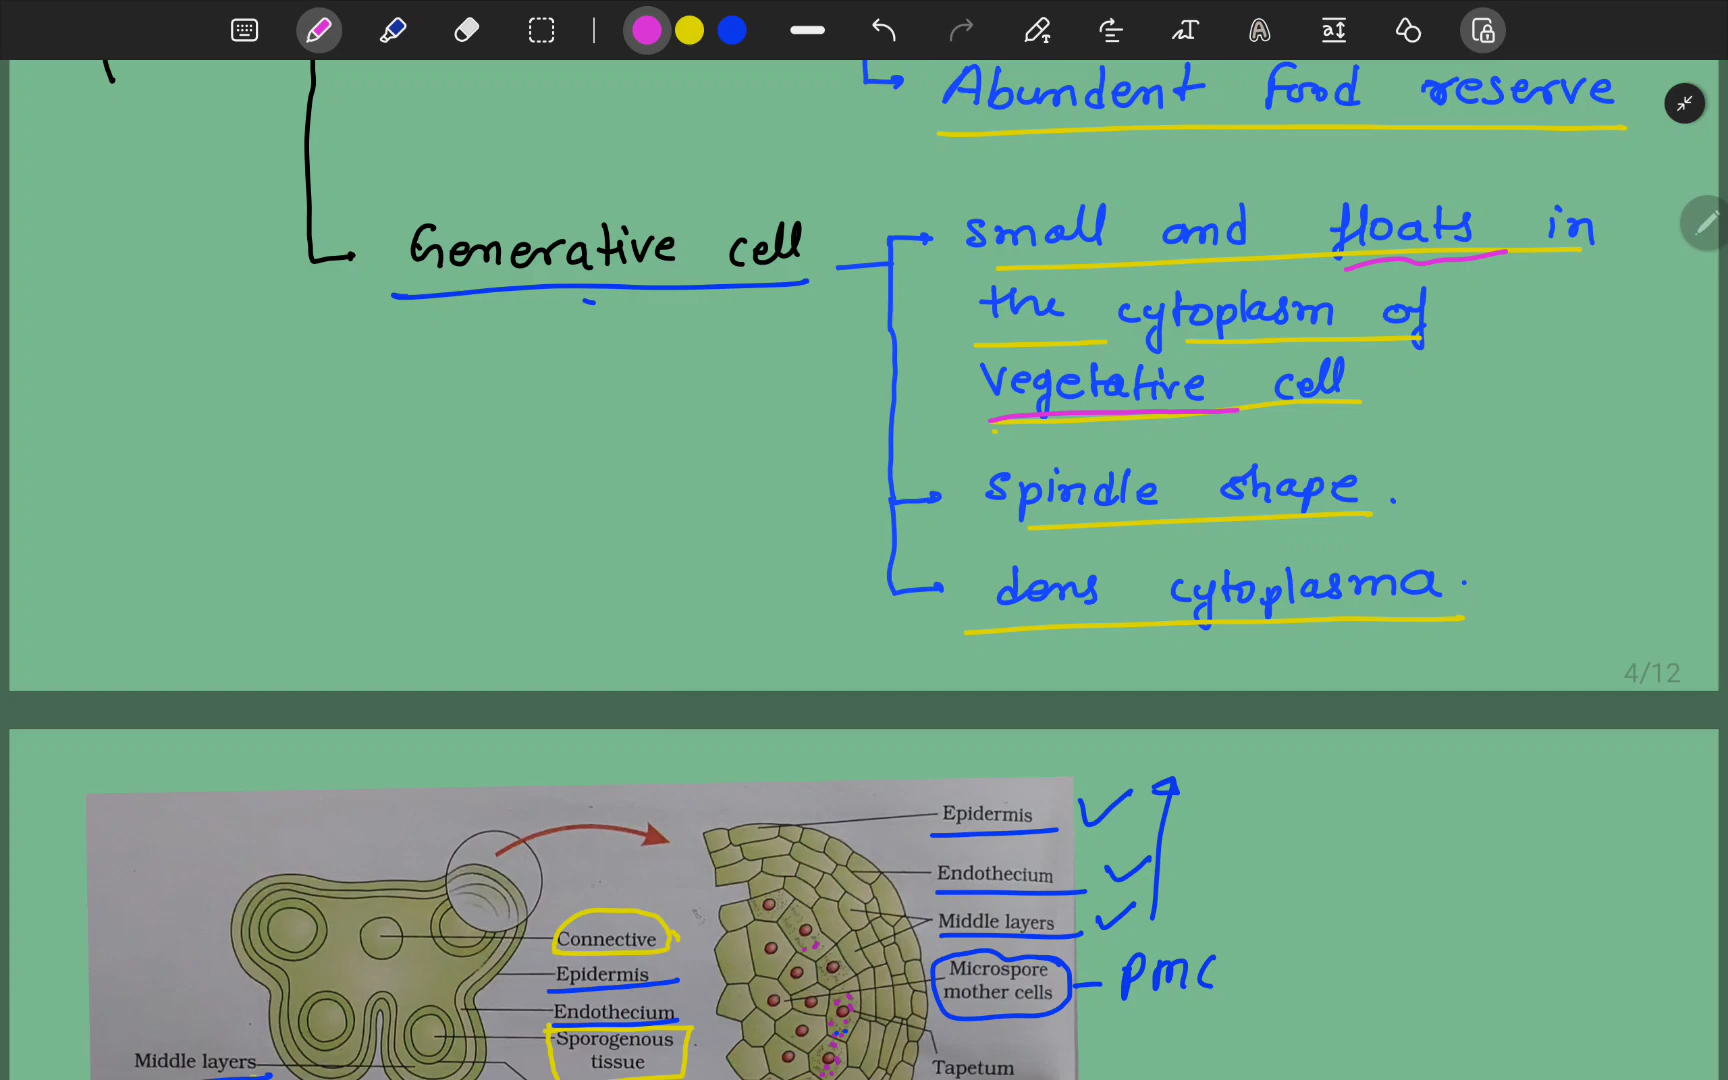 Abundent food reserve
Generative cell
small and floats in
the cytoplasm of
vegetative cell
spindle shape.
dens cytoplasma.
4/12
Epidermis
Endothecium
Connective
Middle layers
Epidermis
Microspore
mother cells
PMC
Endothecium
Sporogenous
tissue
Middle layers
Tapetum